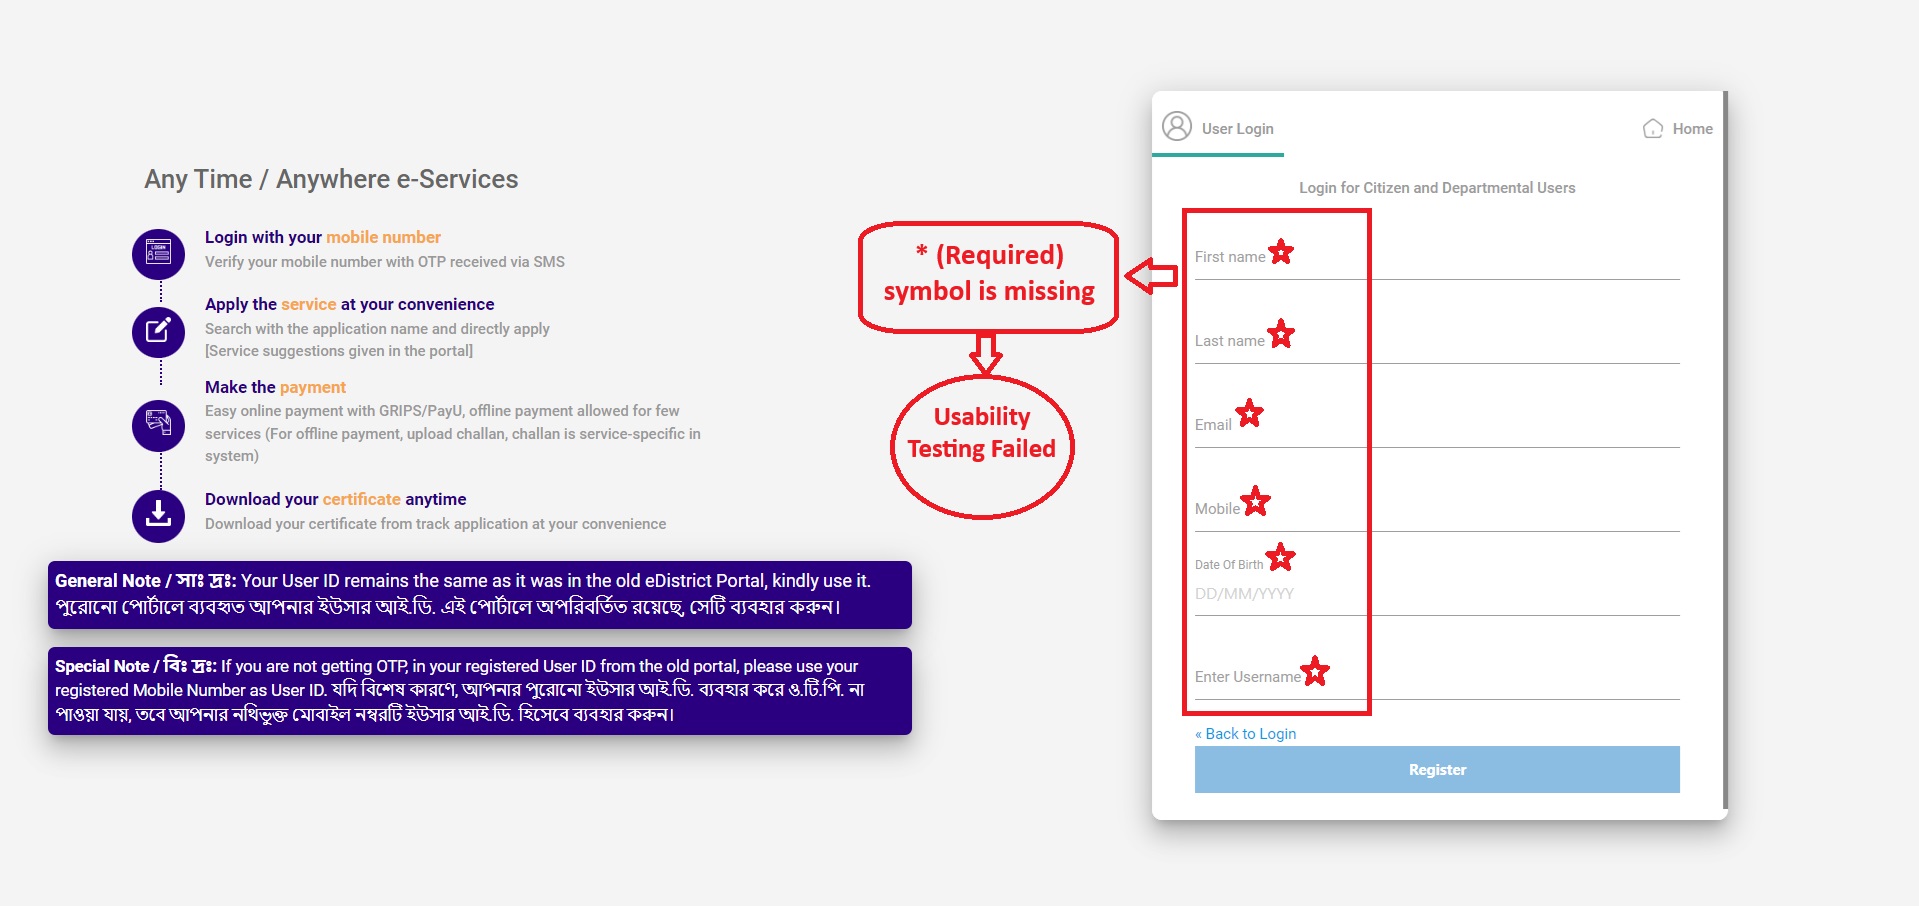 Any Time / Anywhere e-Services
LOGIN
Login with your mobile number
Verify your mobile number with OTP received via SMS
Apply the service at your convenience
Search with the application name and directly apply
[Service suggestions given in the portal]
Make the payment
Easy online payment with GRIPS/PayU, offline payment allowed for few
services (For offline payment, upload challan, challan is service-specific in
system)
Download your certificate anytime
Download your certificate from track application at your convenience
General Note / সাঃ দ্রঃ: Your User ID remains the same as it was in the old eDistrict Portal, kindly use it.
পুরোনো পোর্টালে ব্যবহৃত আপনার ইউসার আই.ডি. এই পোর্টালে অপরিবর্তিত রয়েছে, সেটি ব্যবহার করুন।
Special Note / বিঃ দ্রঃ: If you are not getting OTP, in your registered User ID from the old portal, please use your
registered Mobile Number as User ID. যদি বিশেষ কারণে, আপনার পুরোনো ইউসার আই.ডি. ব্যবহার করে ও.টি.পি. না
পাওয়া যায়, তবে আপনার নথিভুক্ত মোবাইল নম্বরটি ইউসার আই.ডি. হিসেবে ব্যবহার করুন।
* (Required)
symbol is missing
Usability
Testing Failed
User Login
Home
Login for Citizen and Departmental Users
First name
Last name
Email
Mobile
Date Of Birth
DD/MM/YYYY
Enter Username
« Back to Login
Register